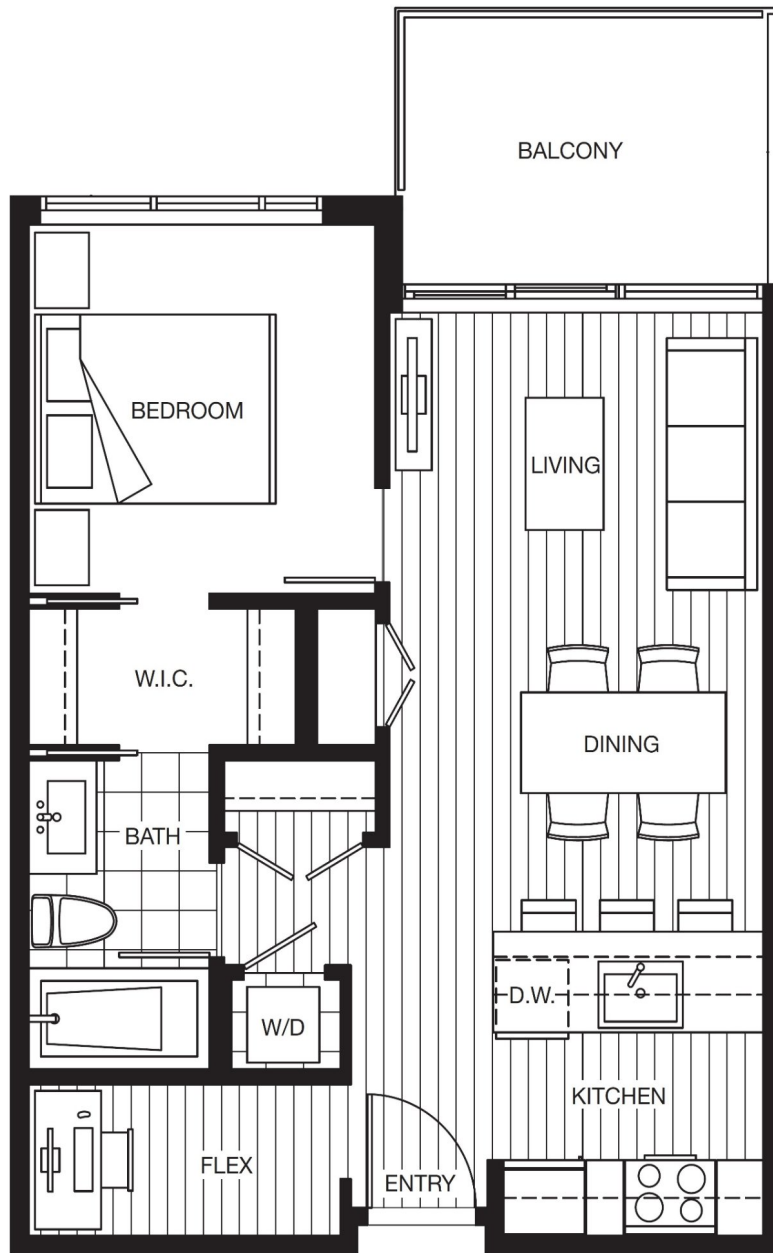 BALCONY
BEDROOM
LIVING
W.I.C.
DINING
BATH
D.W.
W/D
KITCHEN
FLEX
ENTRY